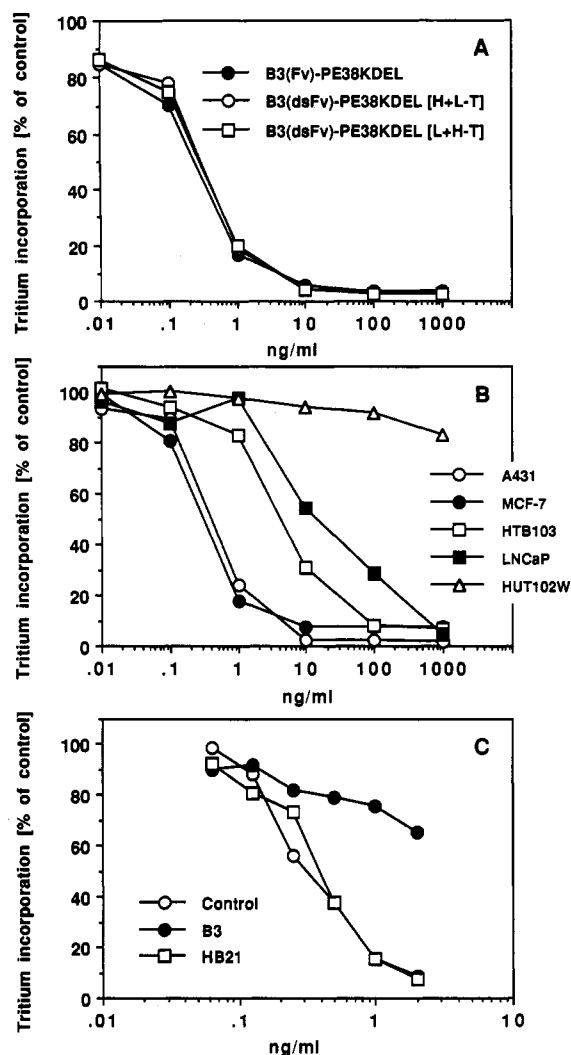 A
Tritium incorporation [% of control]
100
80
60
40
20
0
B3(Fv)-PE38KDEL
B3(dsFv)-PE38KDEL [H+L-T]
B3(dsFv)-PE38KDEL [L+H-T]
.01 .1 1 10 100 1000
ng/ml
B
Tritium incorporation [% of control]
100
80
60
40
20
0
A431
MCF-7
HTB103
LNCaP
HUT102W
.01 .1 1 10 100 1000
ng/ml
C
Tritium incorporation [% of control]
100
80
60
40
20
0
Control
B3
HB21
.01 .1 1 10
ng/ml